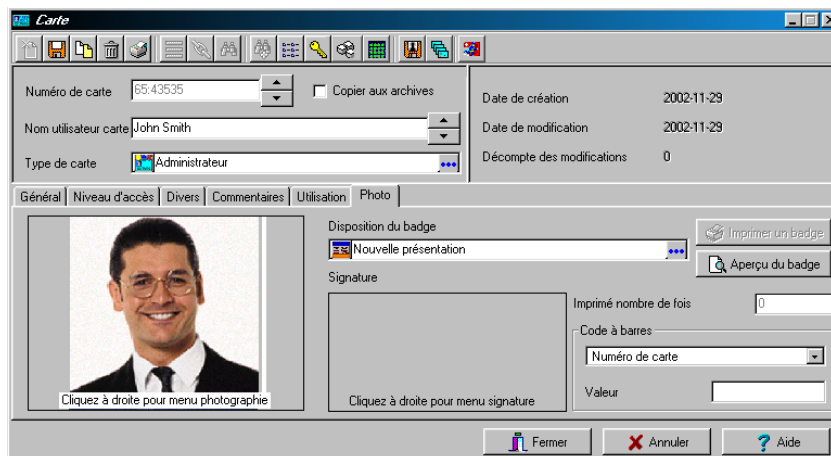 Carte
Numéro de carte 65:43535 Copier aux archives
Nom utilisateur carte John Smith
Type de carte Administrateur
Date de création 2002-11-29
Date de modification 2002-11-29
Décompte des modifications 0
Général Niveau d'accès Divers Commentaires Utilisation Photo
Disposition du badge
Nouvelle présentation
Imprimer un badge
Aperçu du badge
Signature
Imprimé nombre de fois 0
Code à barres
Numéro de carte
Valeur
Cliquez à droite pour menu photographie
Cliquez à droite pour menu signature
Fermer Annuler Aide